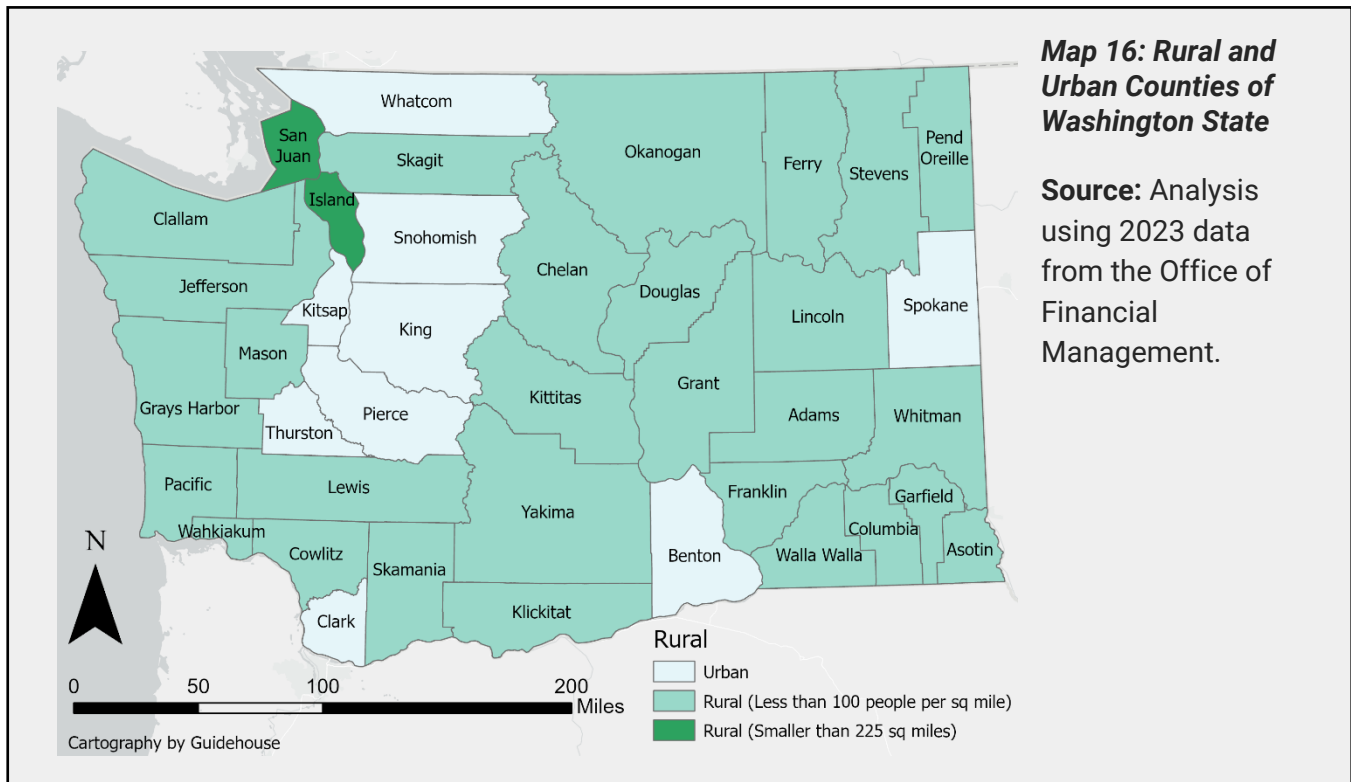 Map 16: Rural and
Urban Counties of
Washington State
Source: Analysis
using 2023 data
from the Office of
Financial
Management.
Whatcom
San
Juan
Skagit
Okanogan
Ferry
Stevens
Pend
Oreille
Island
Clallam
Snohomish
Chelan
Jefferson
Douglas
Kitsap
King
Lincoln
Spokane
Mason
Grant
Grays Harbor
Pierce
Kittitas
Adams
Whitman
Thurston
Pacific
Lewis
Yakima
Franklin
Garfield
Wahkiakum
Columbia
Cowlitz
Skamania
Benton
Walla Walla
Asotin
Clark
Klickitat
N
0 50 100 200
Miles
Cartography by Guidehouse
Rural
Urban
Rural (Less than 100 people per sq mile)
Rural (Smaller than 225 sq miles)